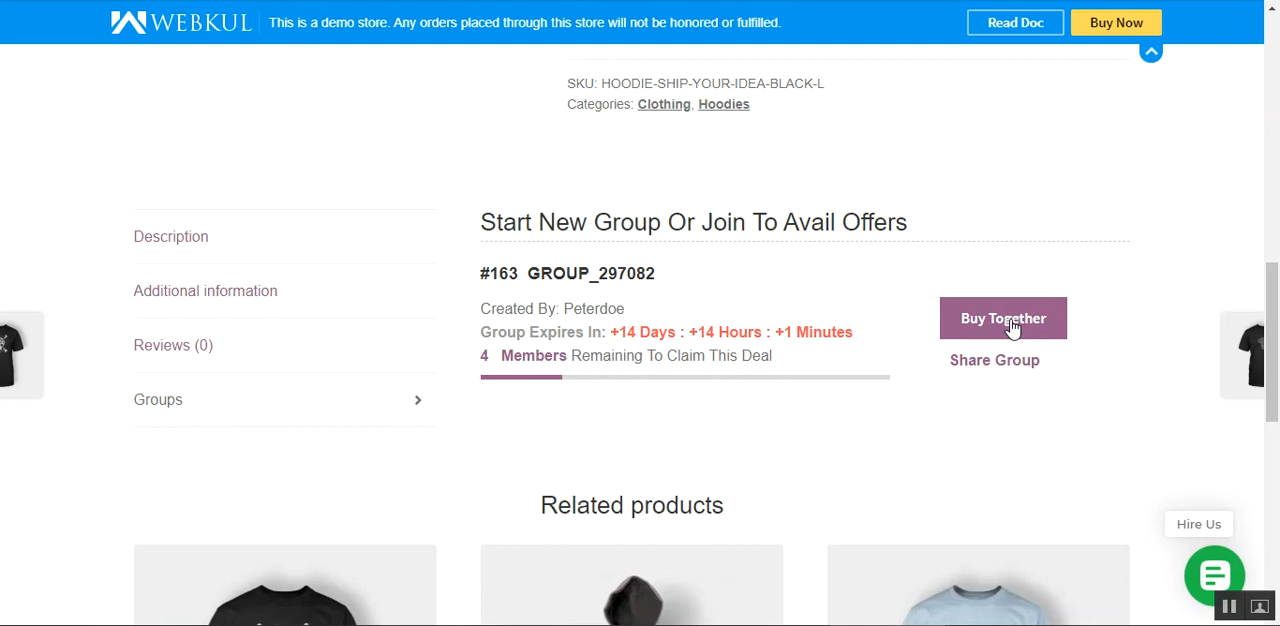 WEBKUL This is a demo store. Any orders placed through this store will not be honored or fulfilled. Read Doc Buy Now
SKU: HOODIE-SHIP-YOUR-IDEA-BLACK-L
Categories: Clothing, Hoodies
Description
Additional information
Reviews (0)
Groups
Start New Group Or Join To Avail Offers
#163 GROUP_297082
Created By: Peterdoe
Group Expires In: +14 Days : +14 Hours : +1 Minutes
4 Members Remaining To Claim This Deal
Buy Together
Share Group
Related products
Hire Us